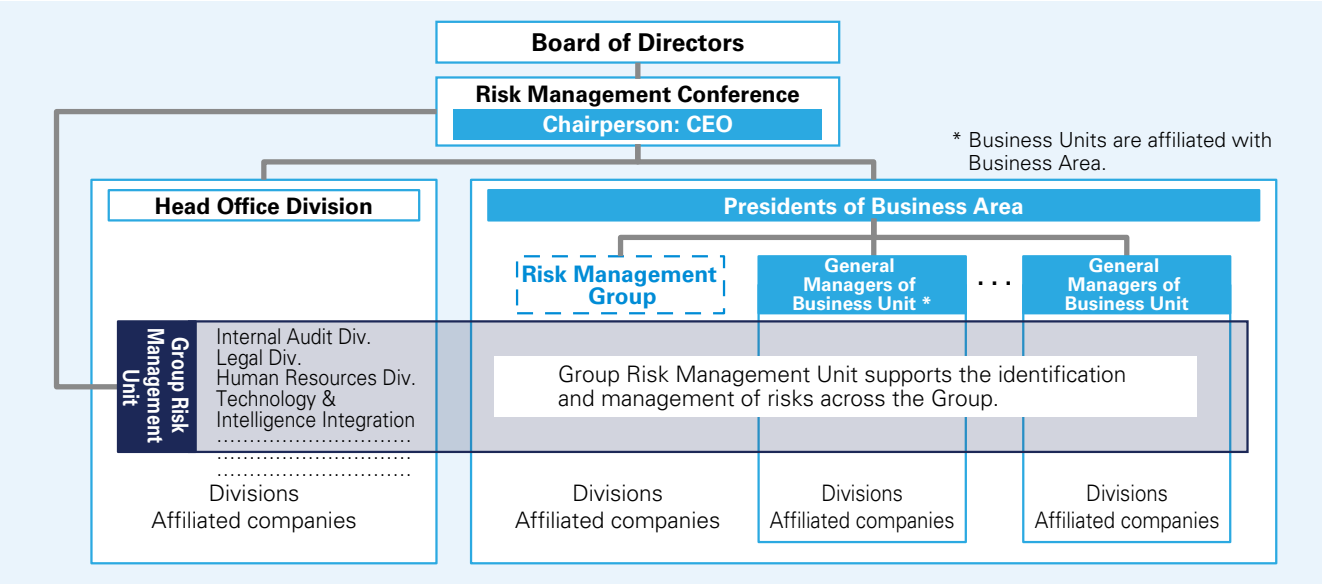 Board of Directors
Risk Management Conference
Chairperson: CEO
* Business Units are affiliated with
Business Area.
Head Office Division
Presidents of Business Area
Risk Management
Group
General
Managers of
Business Unit *
. . .
General
Managers of
Business Unit
Group Risk
Management
Unit
Internal Audit Div.
Legal Div.
Human Resources Div.
Technology &
Intelligence Integration
..............................
..............................
..............................
Group Risk Management Unit supports the identification
and management of risks across the Group.
Divisions
Affiliated companies
Divisions
Affiliated companies
Divisions
Affiliated companies
Divisions
Affiliated companies